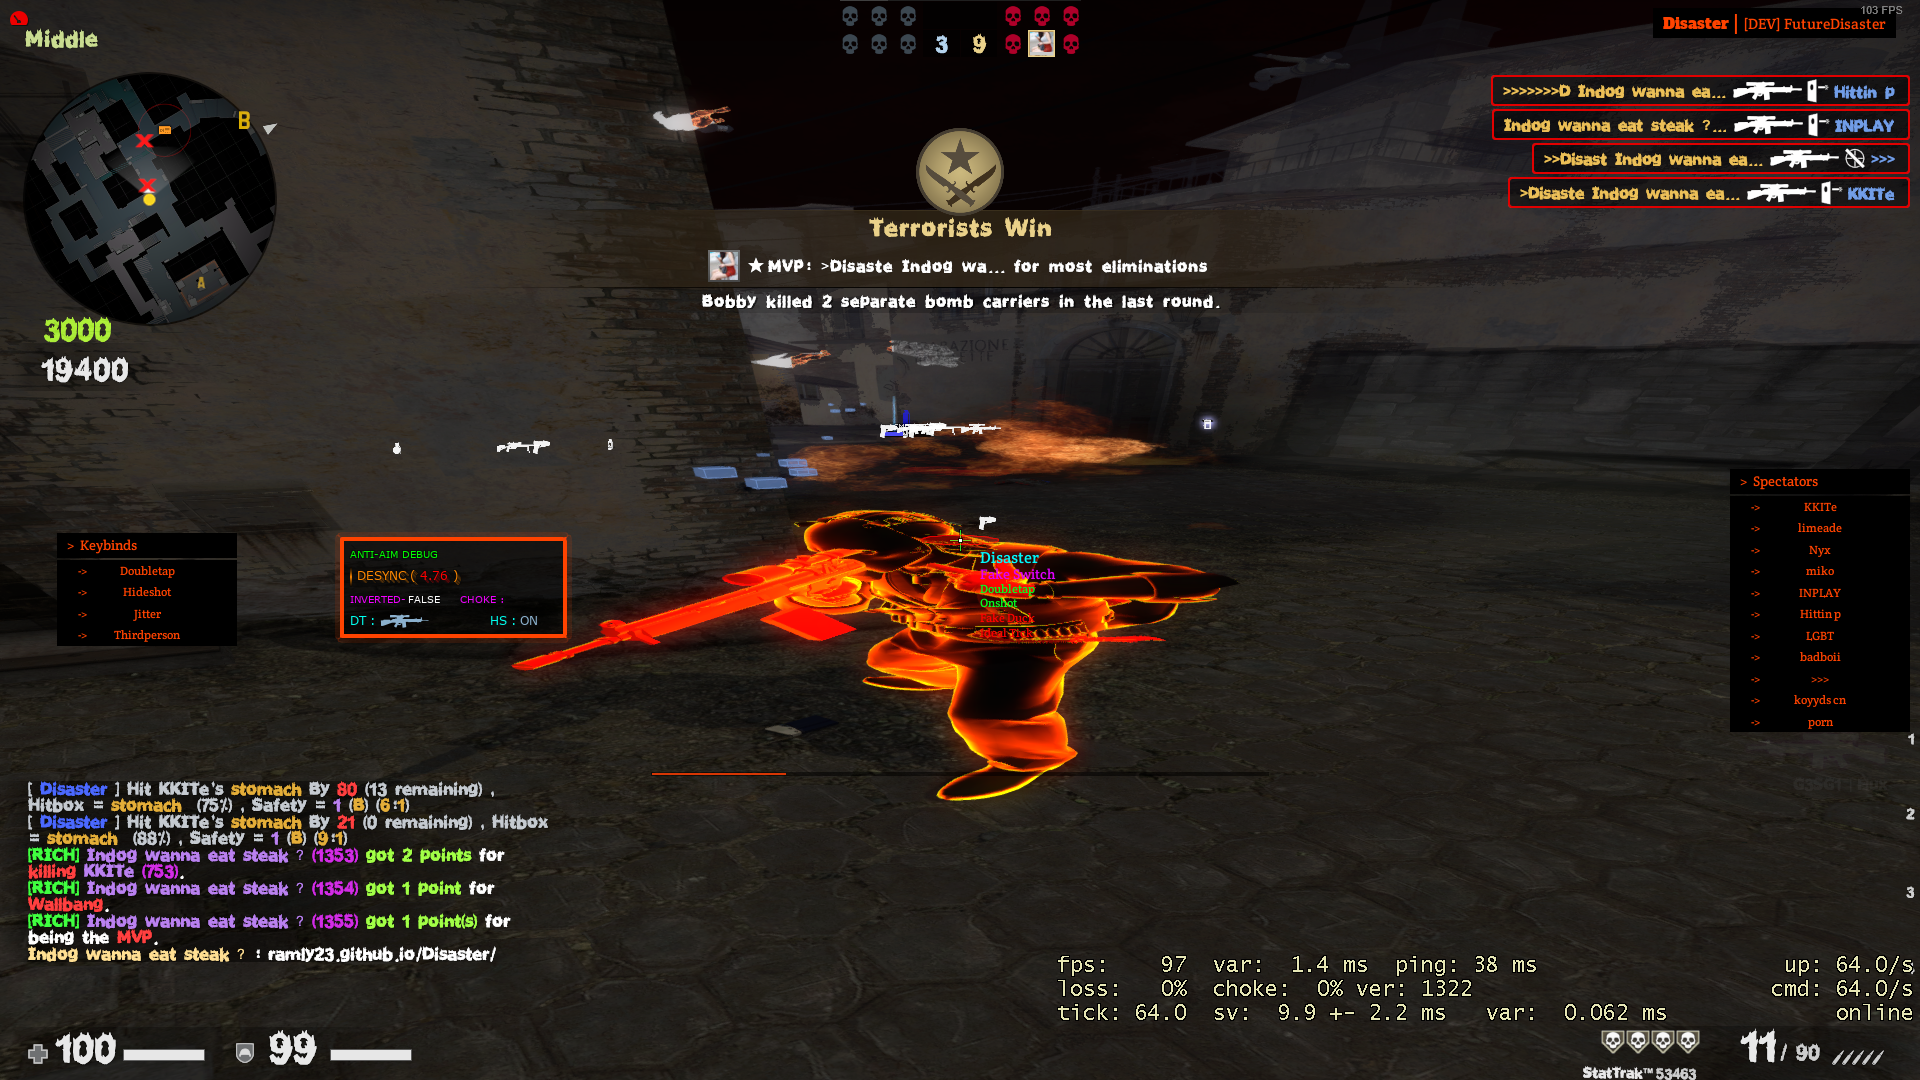 103 FPS
Disaster | [DEV] FutureDisaster
Middle
3 9
B
A
>>>>>>>D Indog wanna ea... Hittin p
Indog wanna eat steak ?... INPLAY
>>Disast Indog wanna ea... >>>
>Disaste Indog wanna ea... KKITe
Terrorists Win
★ MVP: >Disaste Indog wa... for most eliminations
Bobby killed 2 separate bomb carriers in the last round.
3000
19400
> Keybinds
-> Doubletap
-> Hideshot
-> Jitter
-> Thirdperson
ANTI-AIM DEBUG
| DESYNC ( 4.76 )
INVERTED- FALSE CHOKE :
DT : HS : ON
Disaster
Fake Switch
Doubletap
Onshot
Fake Duck
Ideal Tick
> Spectators
-> KKITe
-> limeade
-> Nyx
-> miko
-> INPLAY
-> Hittin p
-> LGBT
-> badboii
-> >>>
-> koyyds cn
-> porn
1
2
3
[ Disaster ] Hit KKITe's stomach By 80 (13 remaining) ,
Hitbox = stomach (75%) , Safety = 1 (B) (6:1)
[ Disaster ] Hit KKITe's stomach By 21 (0 remaining) , Hitbox
= stomach (88%) , Safety = 1 (B) (9:1)
[RICH] Indog wanna eat steak ? (1353) got 2 points for
killing KKITe (753).
[RICH] Indog wanna eat steak ? (1354) got 1 point for
Wallbang.
[RICH] Indog wanna eat steak ? (1355) got 1 point(s) for
being the MVP.
Indog wanna eat steak ? : ramly23.github.io/Disaster/
fps: 97 var: 1.4 ms ping: 38 ms up: 64.0/s
loss: 0% choke: 0% ver: 1322 cmd: 64.0/s
tick: 64.0 sv: 9.9 +- 2.2 ms var: 0.062 ms online
100 99
11 / 90
StatTrak™ 53463